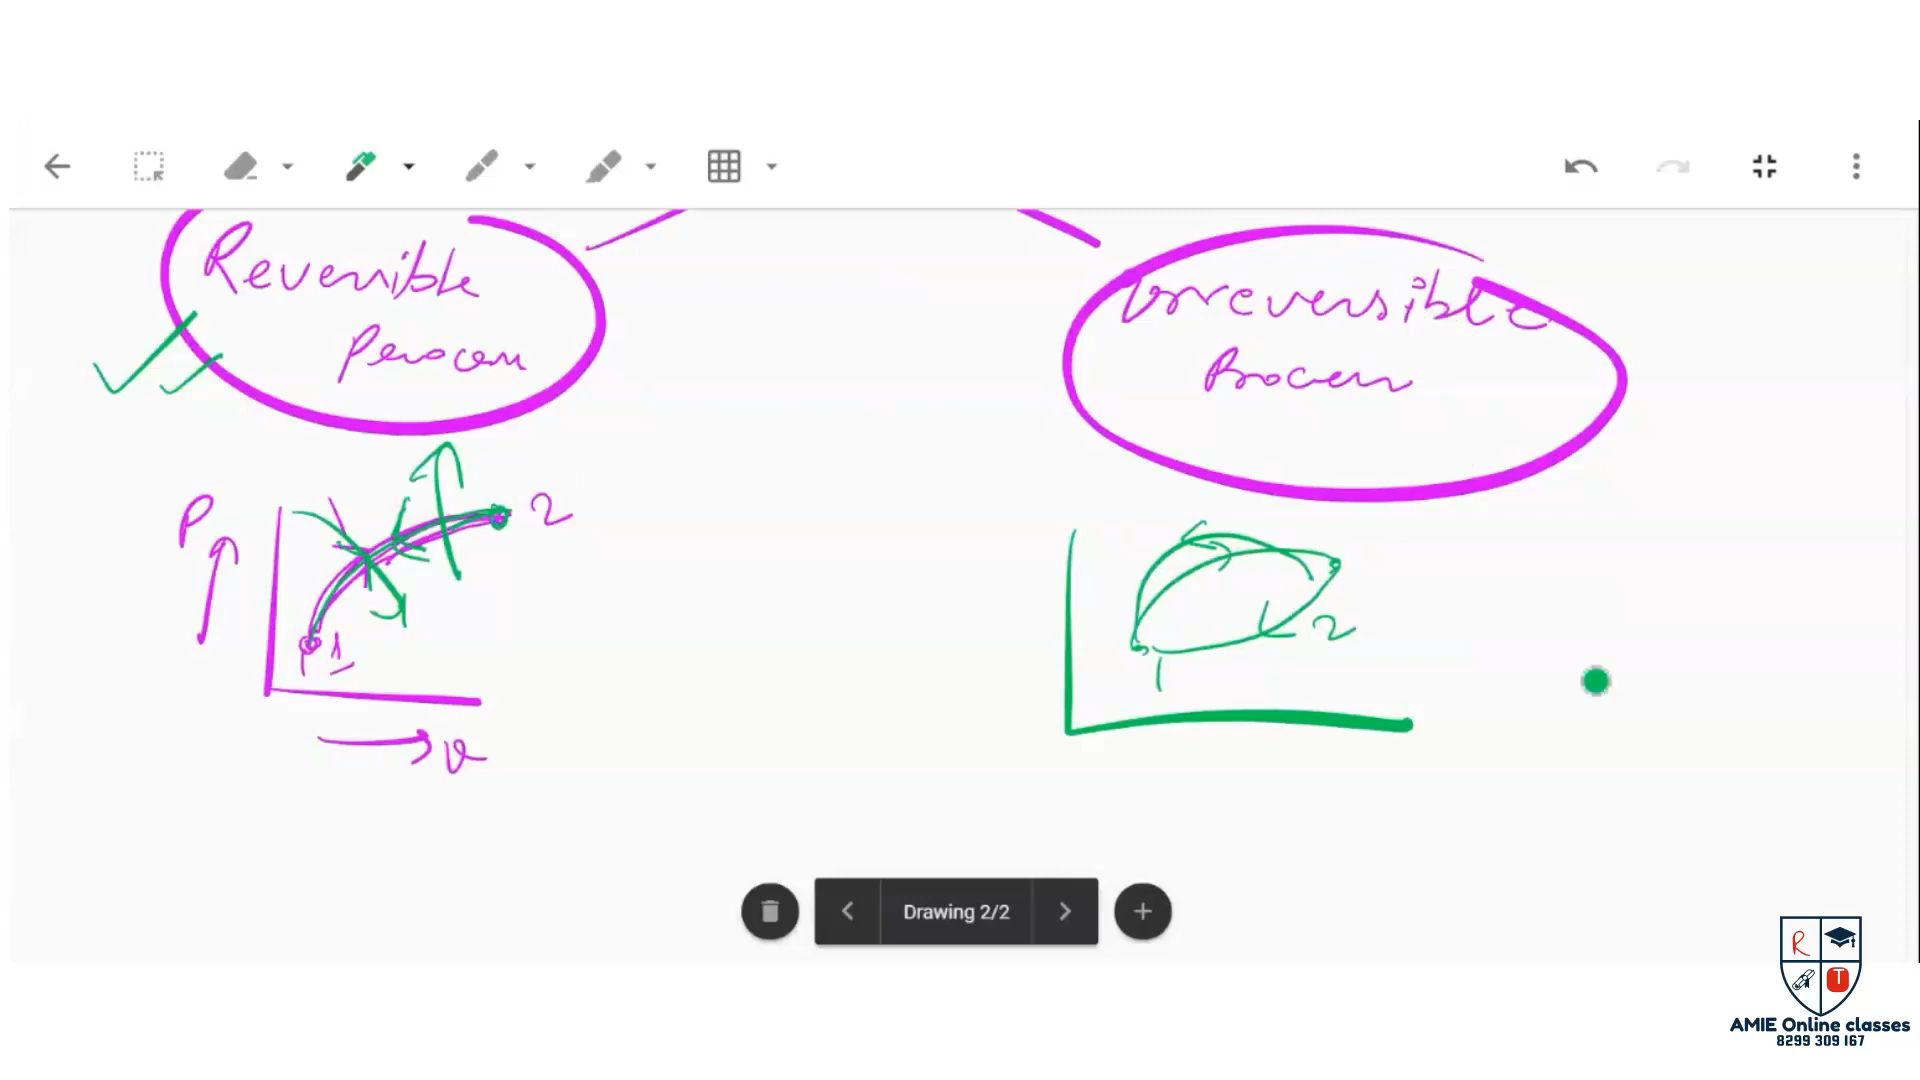 Reversible
Process
Irreversible
Process
P
2
1
v
2
1
Drawing 2/2
R
T
AMIE Online classes
8299 309 167